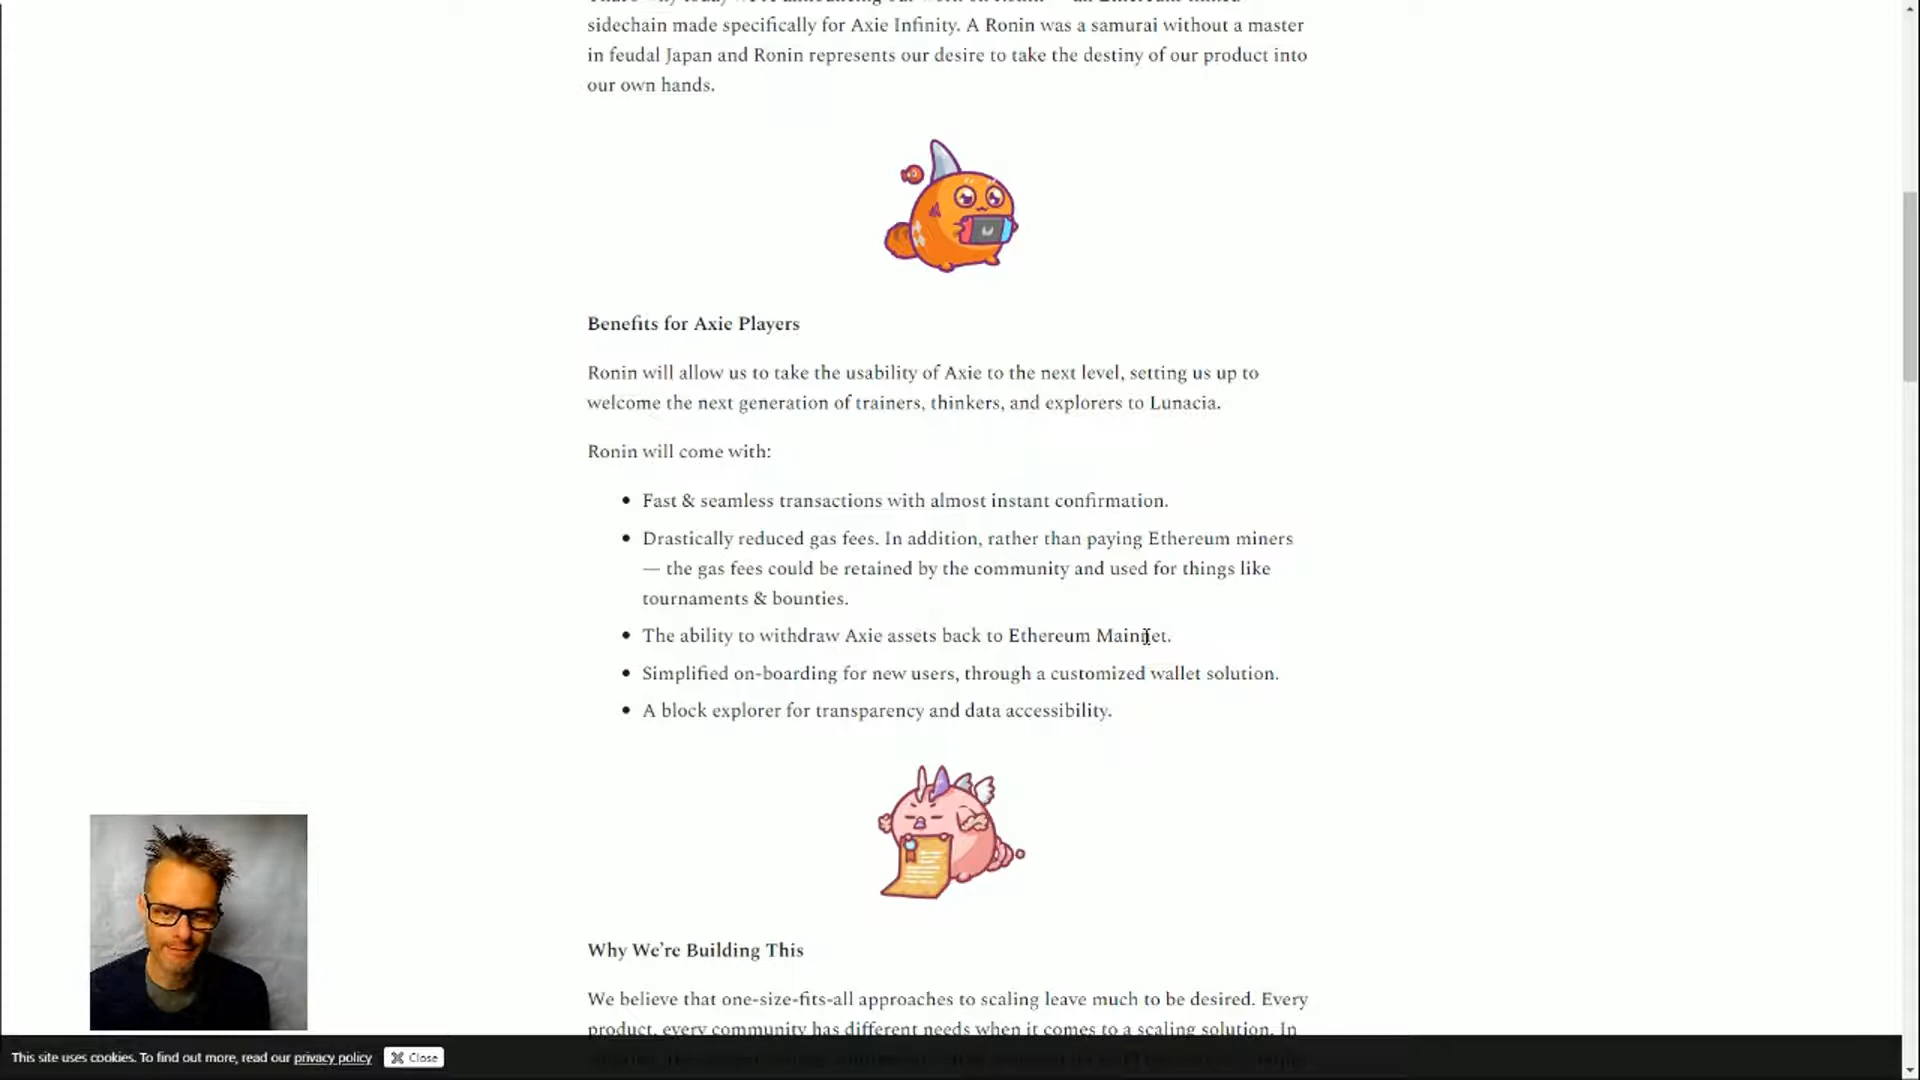 sidechain made specifically for Axie Infinity. A Ronin was a samurai without a master
in feudal Japan and Ronin represents our desire to take the destiny of our product into
our own hands.
Benefits for Axie Players
Ronin will allow us to take the usability of Axie to the next level, setting us up to
welcome the next generation of trainers, thinkers, and explorers to Lunacia.
Ronin will come with:
• Fast & seamless transactions with almost instant confirmation.
• Drastically reduced gas fees. In addition, rather than paying Ethereum miners
— the gas fees could be retained by the community and used for things like
tournaments & bounties.
• The ability to withdraw Axie assets back to Ethereum Mainnet.
• Simplified on-boarding for new users, through a customized wallet solution.
• A block explorer for transparency and data accessibility.
Why We're Building This
We believe that one-size-fits-all approaches to scaling leave much to be desired. Every
product, every community has different needs when it comes to a scaling solution. In
This site uses cookies. To find out more, read our privacy policy Close